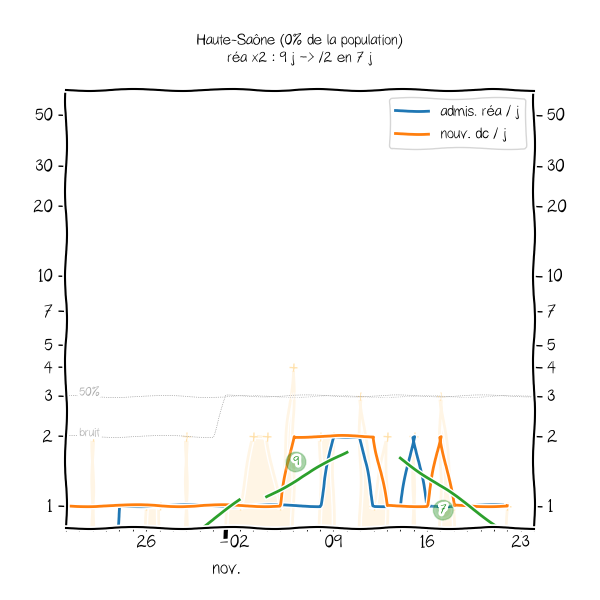 Haute-Saône (0% de la population)
réa x2 : 9 j -> /2 en 7 j
admis. réa / j
nouv. dc / j
50 50
30 30
20 20
10 10
7 7
5 5
4 4
3 50% 3
2 bruit 2
9
1 7 1
26 02 09 16 23
nov.